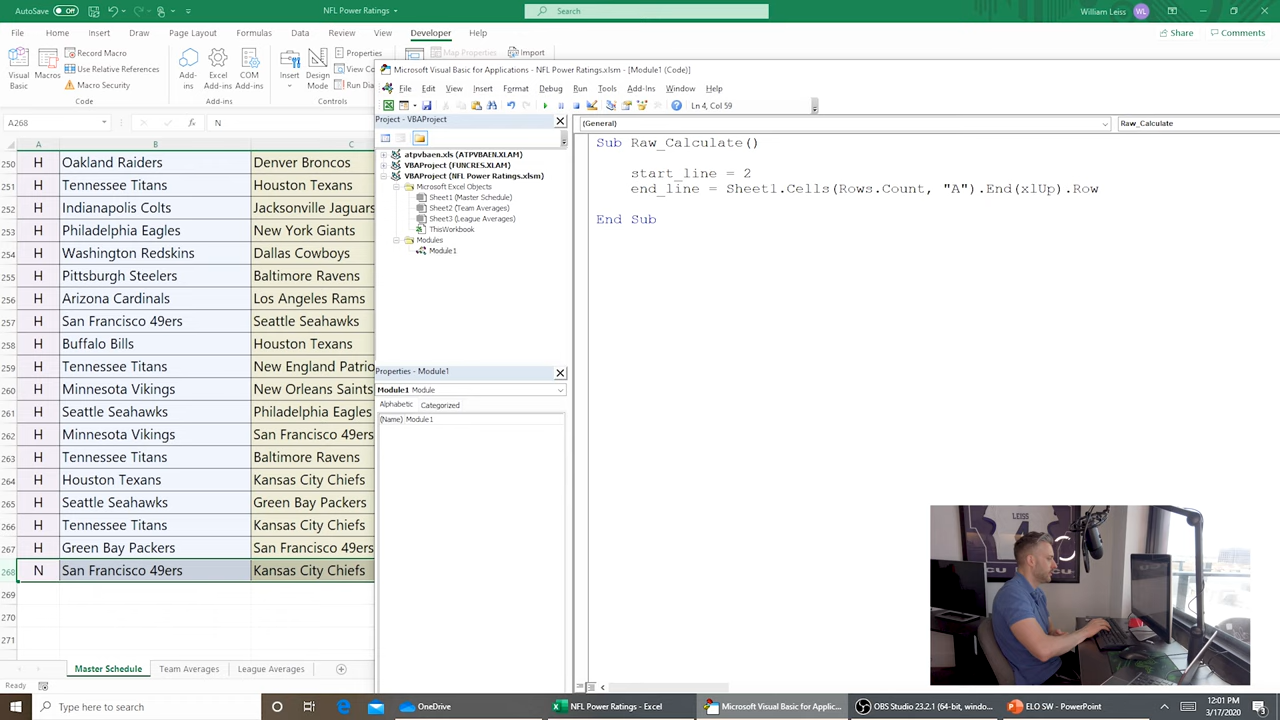 AutoSave Off
NFL Power Ratings
Search
William Leiss WL
File Home Insert Draw Page Layout Formulas Data Review View Developer Help
Share Comments
Visual Basic
Macros
Record Macro
Use Relative References
Macro Security
Code
Add-ins
Excel Add-ins
COM Add-ins
Add-ins
Insert
Design Mode
Properties
View Co
Run Dia
Controls
Map Properties
Import
A268 fx N
A B C
250 H Oakland Raiders Denver Broncos
251 H Tennessee Titans Houston Texans
252 H Indianapolis Colts Jacksonville Jaguars
253 H Philadelphia Eagles New York Giants
254 H Washington Redskins Dallas Cowboys
255 H Pittsburgh Steelers Baltimore Ravens
256 H Arizona Cardinals Los Angeles Rams
257 H San Francisco 49ers Seattle Seahawks
258 H Buffalo Bills Houston Texans
259 H Tennessee Titans New England Patrio
260 H Minnesota Vikings New Orleans Saints
261 H Seattle Seahawks Philadelphia Eagles
262 H Minnesota Vikings San Francisco 49ers
263 H Tennessee Titans Baltimore Ravens
264 H Houston Texans Kansas City Chiefs
265 H Seattle Seahawks Green Bay Packers
266 H Tennessee Titans Kansas City Chiefs
267 H Green Bay Packers San Francisco 49ers
268 N San Francisco 49ers Kansas City Chiefs
269
270
271
Master Schedule Team Averages League Averages
Ready
Microsoft Visual Basic for Applications - NFL Power Ratings.xlsm - [Module1 (Code)]
File Edit View Insert Format Debug Run Tools Add-Ins Window Help
Ln 4, Col 59
Project - VBAProject
atpvbaen.xls (ATPVBAEN.XLAM)
VBAProject (FUNCRES.XLAM)
VBAProject (NFL Power Ratings.xlsm)
Microsoft Excel Objects
Sheet1 (Master Schedule)
Sheet2 (Team Averages)
Sheet3 (League Averages)
ThisWorkbook
Modules
Module1
Properties - Module1
Module1 Module
Alphabetic Categorized
(Name) Module1
(General) Raw_Calculate
Sub Raw_Calculate()
start_line = 2
end_line = Sheet1.Cells(Rows.Count, "A").End(xlUp).Row
End Sub
LEISS
Type here to search
OneDrive
NFL Power Ratings - Excel
Microsoft Visual Basic for Applica...
OBS Studio 23.2.1 (64-bit, window...
ELO SW - PowerPoint
12:01 PM
3/17/2020